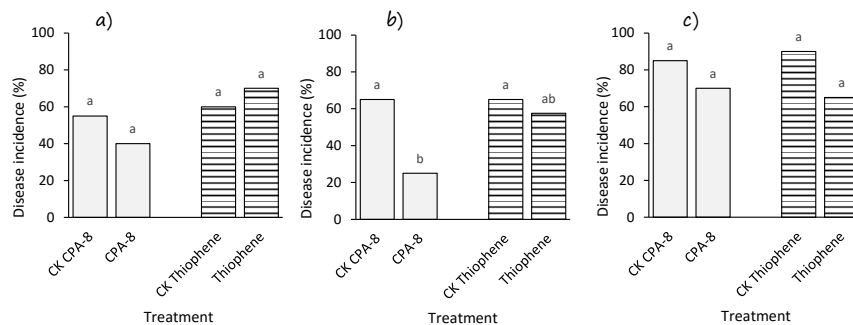 a)
b)
c)
Disease incidence (%)
100
80
60
40
20
0
a
a
a
a
CK CPA-8
CPA-8
CK Thiophene
Thiophene
Treatment
Disease incidence (%)
100
80
60
40
20
0
a
b
a
ab
CK CPA-8
CPA-8
CK Thiophene
Thiophene
Treatment
Disease incidence (%)
100
80
60
40
20
0
a
a
a
a
CK CPA-8
CPA-8
CK Thiophene
Thiophene
Treatment